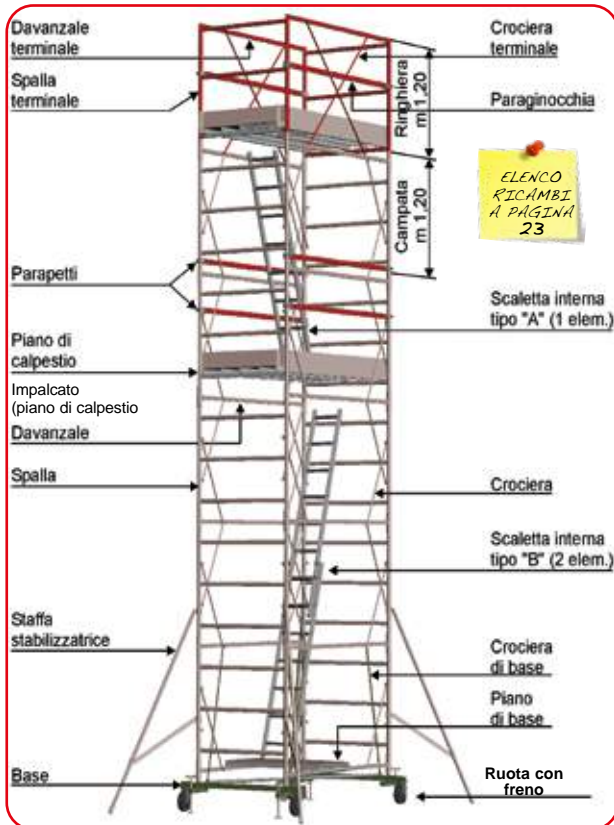 Davanzale
terminale
Spalla
terminale
Crociera
terminale
Paraginocchia
Ringhiera
m 1,20
Campata
m 1,20
ELENCO
RICAMBI
A PAGINA
23
Parapetti
Scaletta interna
tipo "A" (1 elem.)
Piano di
calpestio
Impalcato
(piano di calpestio
Davanzale
Spalla
Crociera
Scaletta interna
tipo "B" (2 elem.)
Staffa
stabilizzatrice
Crociera
di base
Piano
di base
Base
Ruota con
freno